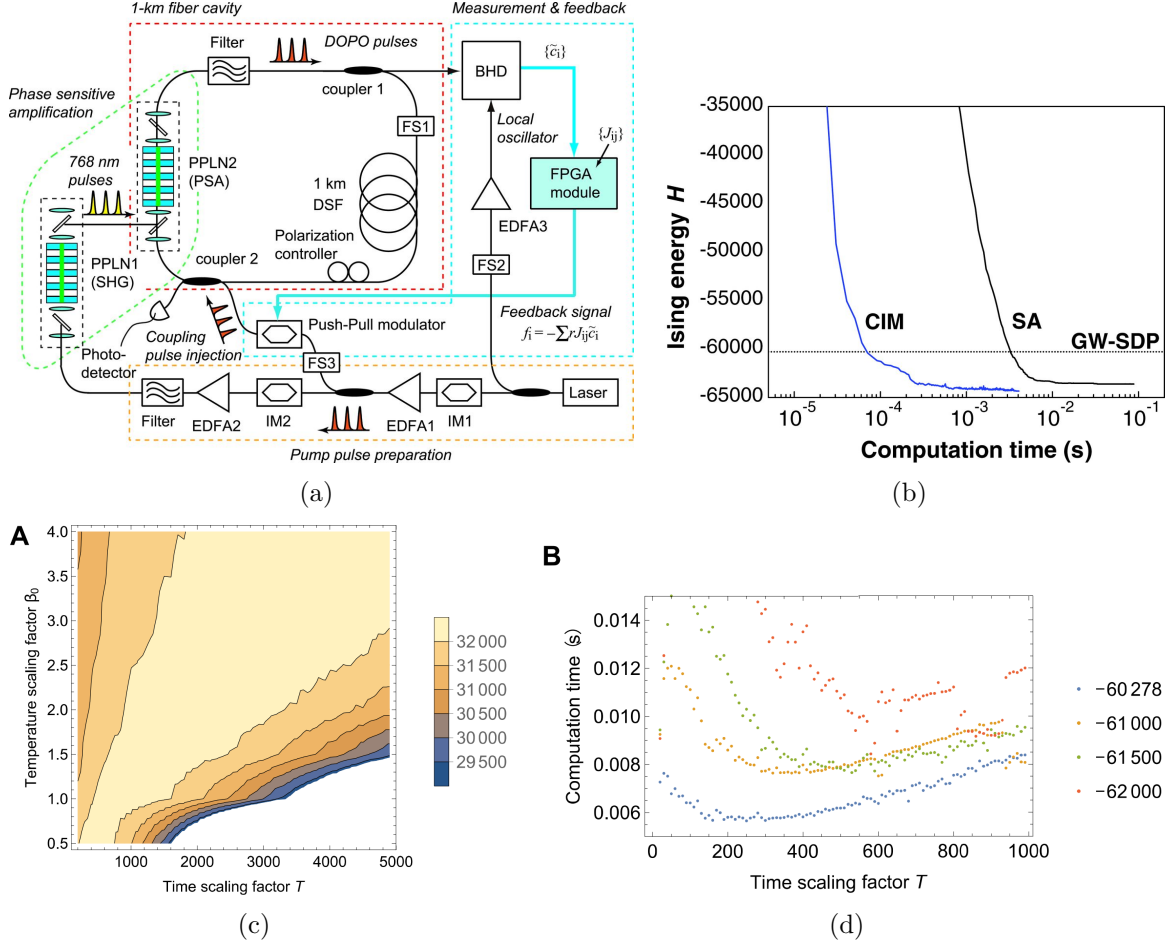 1-km fiber cavity
Measurement & feedback
Filter
DOPO pulses
{c̃i}
BHD
coupler 1
Phase sensitive
amplification
FS1
Local
oscillator
{Jij}
FPGA
module
768 nm
pulses
PPLN2
(PSA)
1 km
DSF
EDFA3
Polarization
controller
coupler 2
FS2
PPLN1
(SHG)
Push-Pull modulator
Feedback signal
fi = −∑rJijc̃i
Coupling
pulse injection
Photo-
detector
FS3
Laser
Filter
EDFA2
IM2
EDFA1
IM1
Pump pulse preparation
(a)
Ising energy H
-35000
-40000
-45000
-50000
-55000
-60000
-65000
CIM
SA
GW-SDP
10-5
10-4
10-3
10-2
10-1
Computation time (s)
(b)
A
Temperature scaling factor β0
4.0
3.5
3.0
2.5
2.0
1.5
1.0
0.5
1000
2000
3000
4000
5000
Time scaling factor T
32 000
31 500
31 000
30 500
30 000
29 500
(c)
B
Computation time (s)
0.014
0.012
0.010
0.008
0.006
0
200
400
600
800
1000
Time scaling factor T
−60 278
−61 000
−61 500
−62 000
(d)